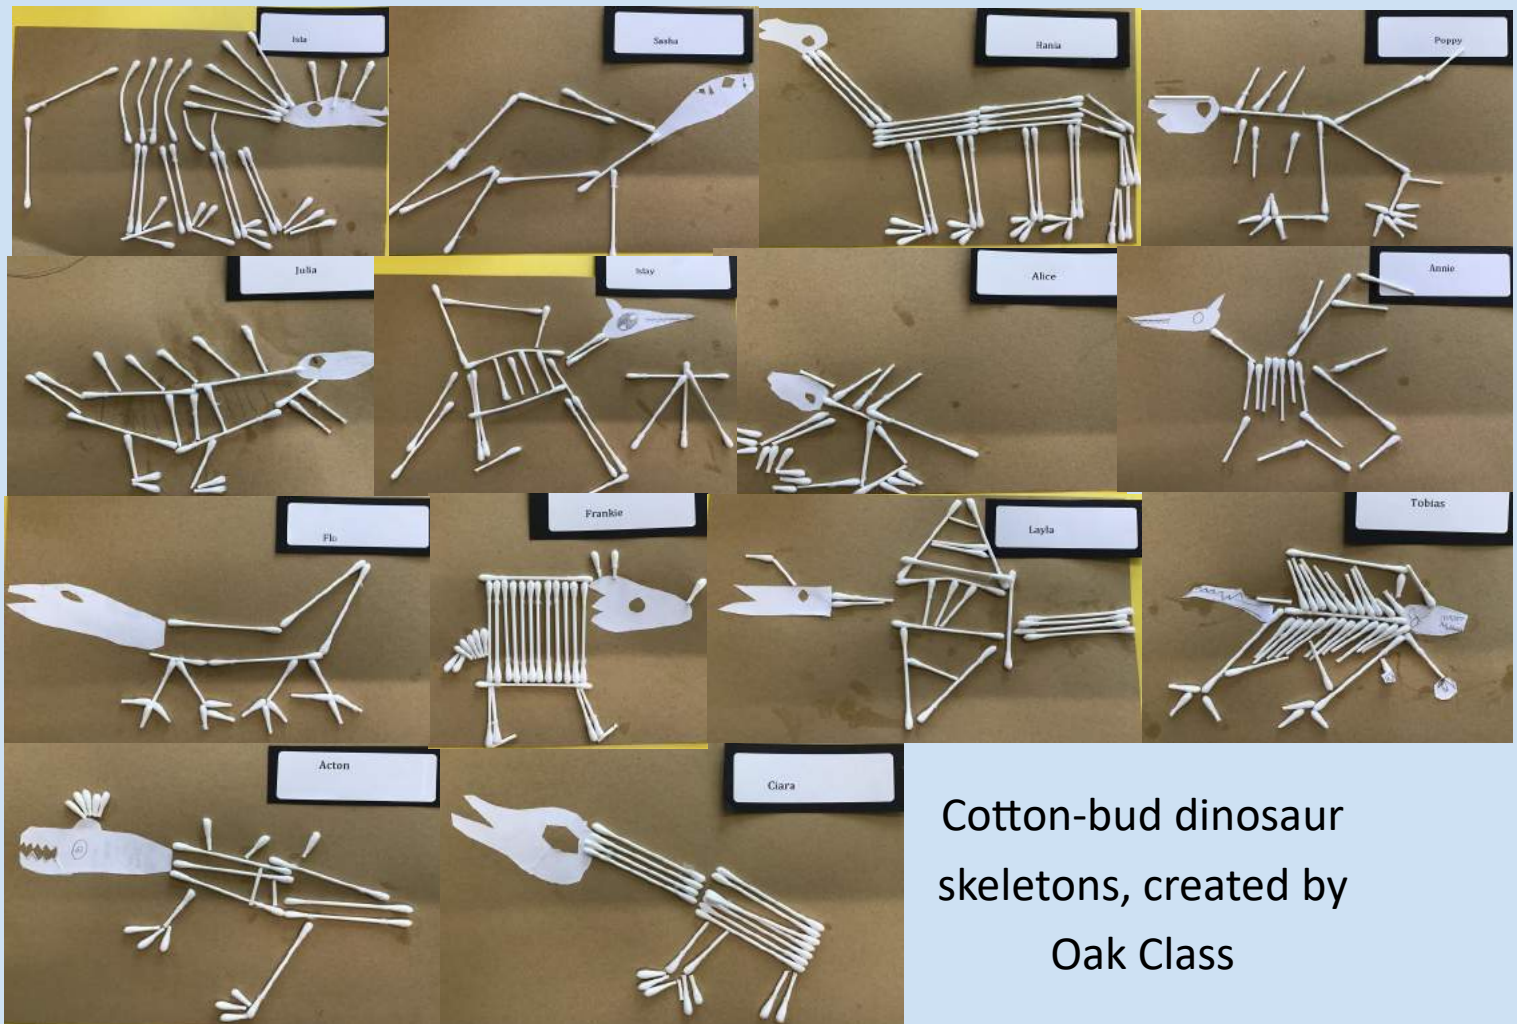 Isla
Sasha
Hania
Poppy
Julia
Islay
Alice
Annie
Flo
Frankie
Layla
Tobias
Acton
Ciara
Cotton-bud dinosaur
skeletons, created by
Oak Class